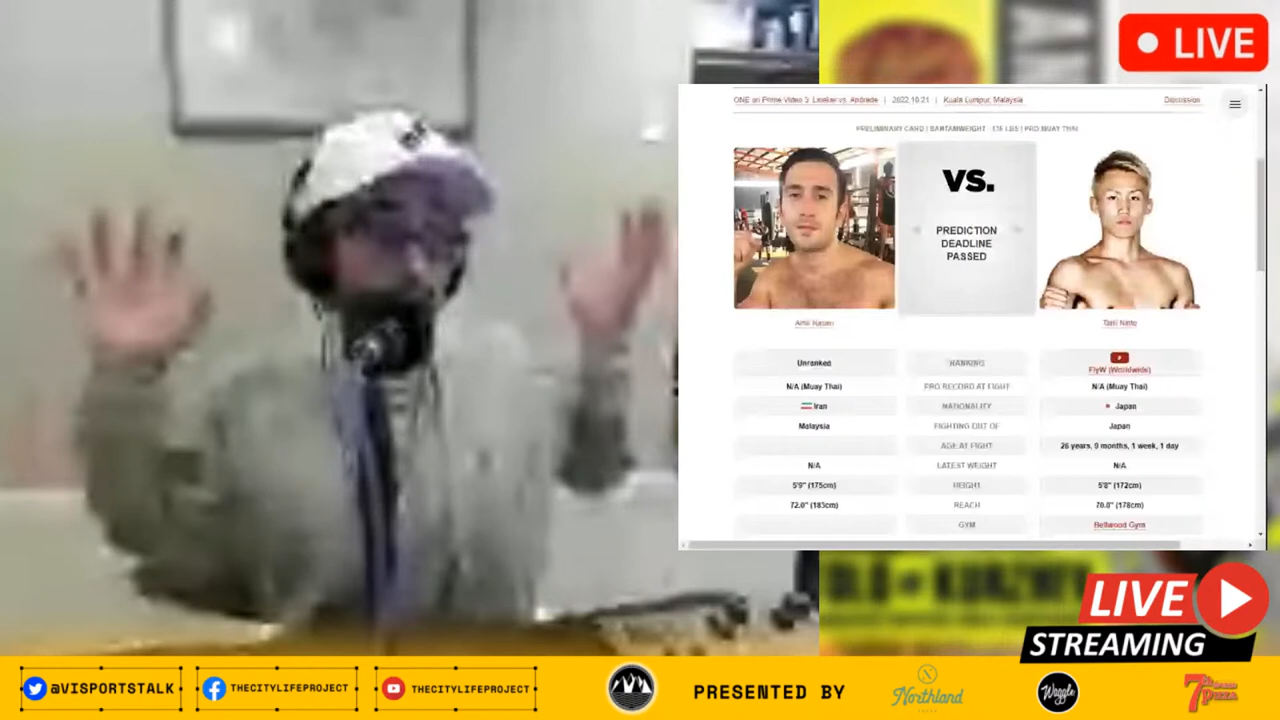 LIVE
ONE on Prime Video 3: Lineker vs. Andrade | 2022.10.21 | Kuala Lumpur, Malaysia
Discussion
PRELIMINARY CARD | BANTAMWEIGHT · 135 LBS | PRO MUAY THAI
VS.
PREDICTION
DEADLINE
PASSED
Unranked RANKING FlyW (Worldwide)
N/A (Muay Thai) PRO RECORD AT FIGHT N/A (Muay Thai)
Iran NATIONALITY Japan
Malaysia FIGHTING OUT OF Japan
AGE AT FIGHT 26 years, 9 months, 1 week, 1 day
N/A LATEST WEIGHT N/A
5'9" (175cm) HEIGHT 5'8" (172cm)
72.0" (183cm) REACH 70.0" (178cm)
GYM Bellwood Gym
LIVE
STREAMING
@VISPORTSTALK
THECITYLIFEPROJECT
THECITYLIFEPROJECT
PRESENTED BY
Northland
Waggle